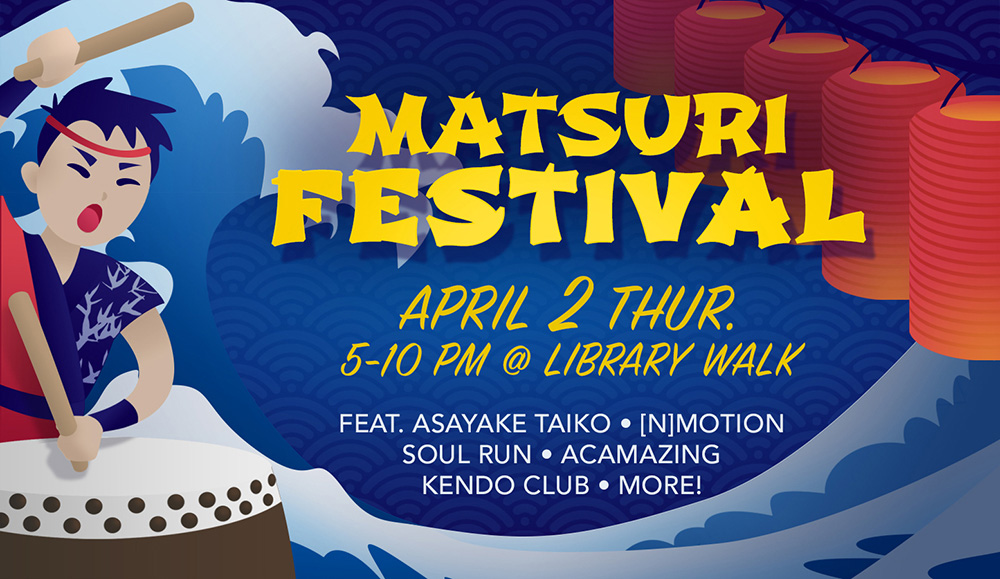 MATSURI
FESTIVAL
APRIL 2 THUR.
5-10 PM @ LIBRARY WALK
FEAT. ASAYAKE TAIKO • [N]MOTION
SOUL RUN • ACAMAZING
KENDO CLUB • MORE!